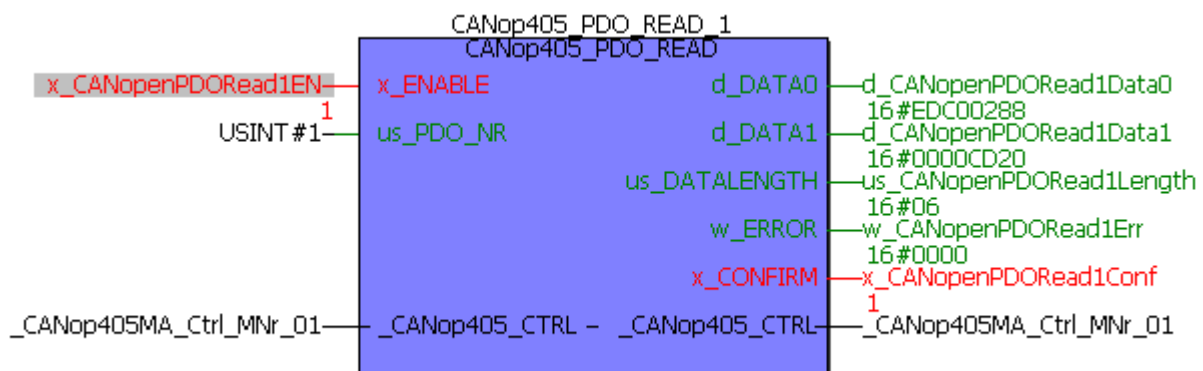 CANop405_PDO_READ_1
CANop405_PDO_READ
x_CANopenPDORead1EN x_ENABLE d_DATA0 d_CANopenPDORead1Data0
1 16#EDC00288
USINT#1 us_PDO_NR d_DATA1 d_CANopenPDORead1Data1
16#0000CD20
us_DATALENGTH us_CANopenPDORead1Length
16#06
w_ERROR w_CANopenPDORead1Err
16#0000
x_CONFIRM x_CANopenPDORead1Conf
1
_CANop405MA_Ctrl_MNr_01 _CANop405_CTRL – _CANop405_CTRL _CANop405MA_Ctrl_MNr_01